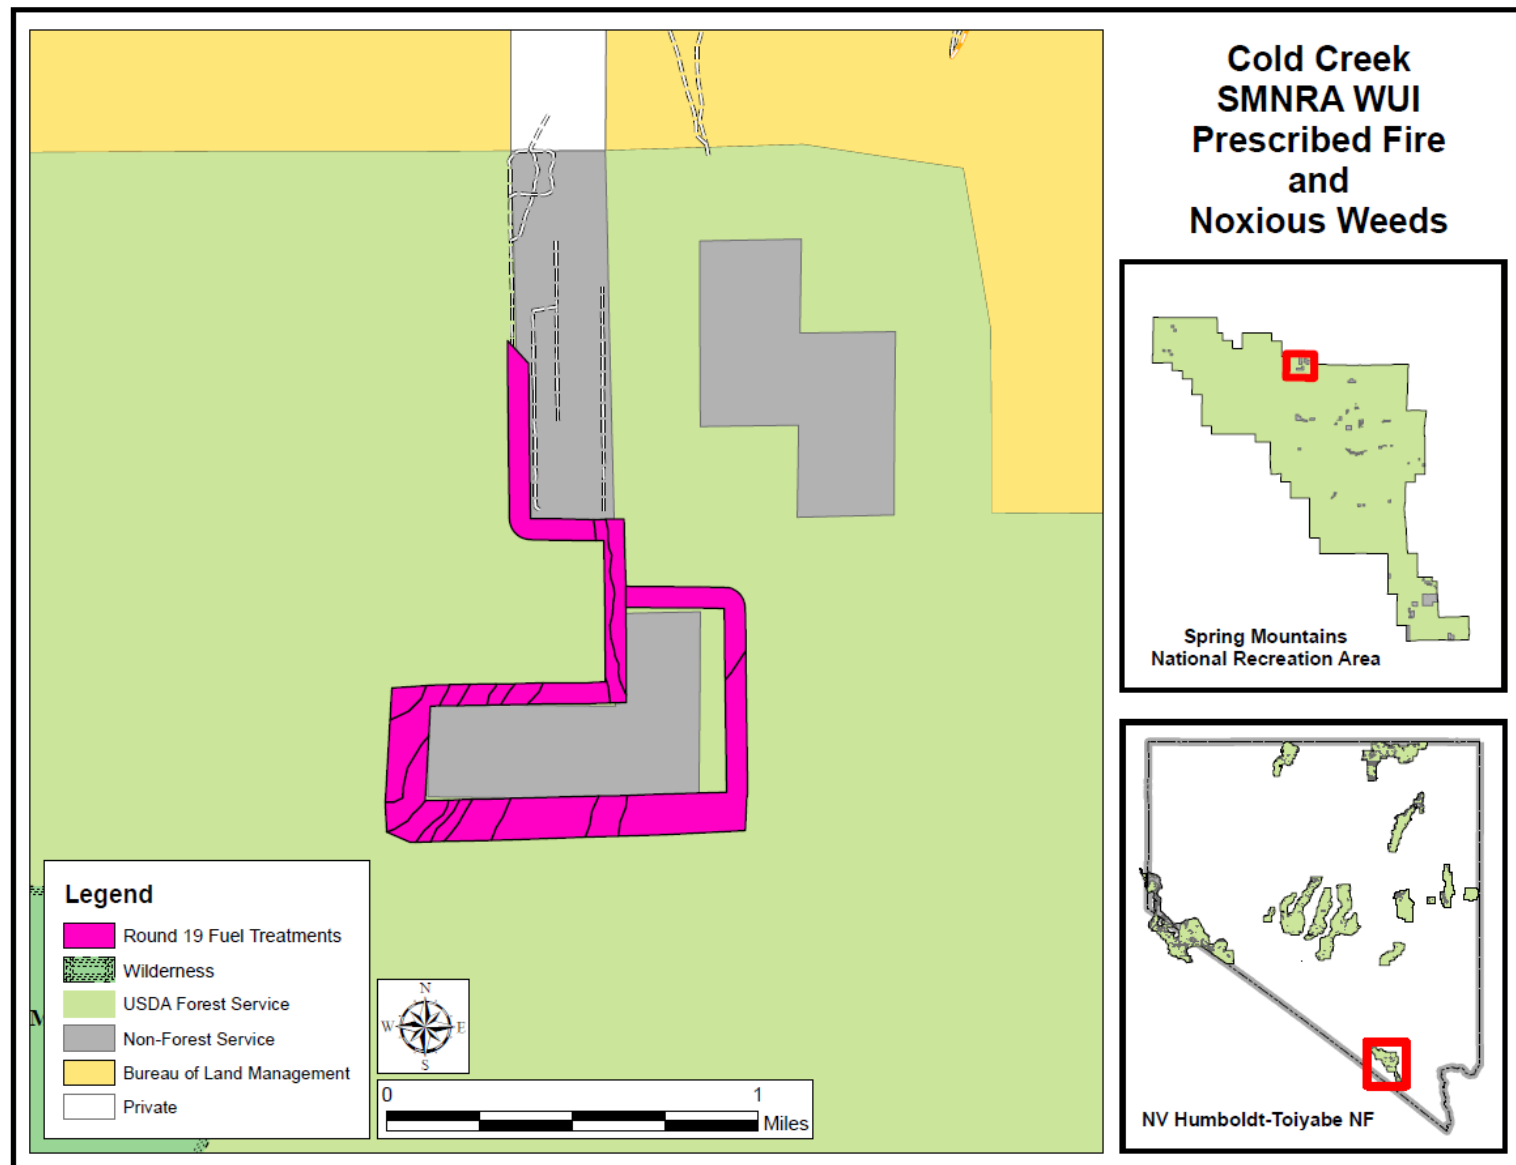 Cold Creek
SMNRA WUI
Prescribed Fire
and
Noxious Weeds
Spring Mountains
National Recreation Area
NV Humboldt-Toiyabe NF
Legend
Round 19 Fuel Treatments
Wilderness
USDA Forest Service
Non-Forest Service
Bureau of Land Management
Private
N
W E
S
0 1
Miles